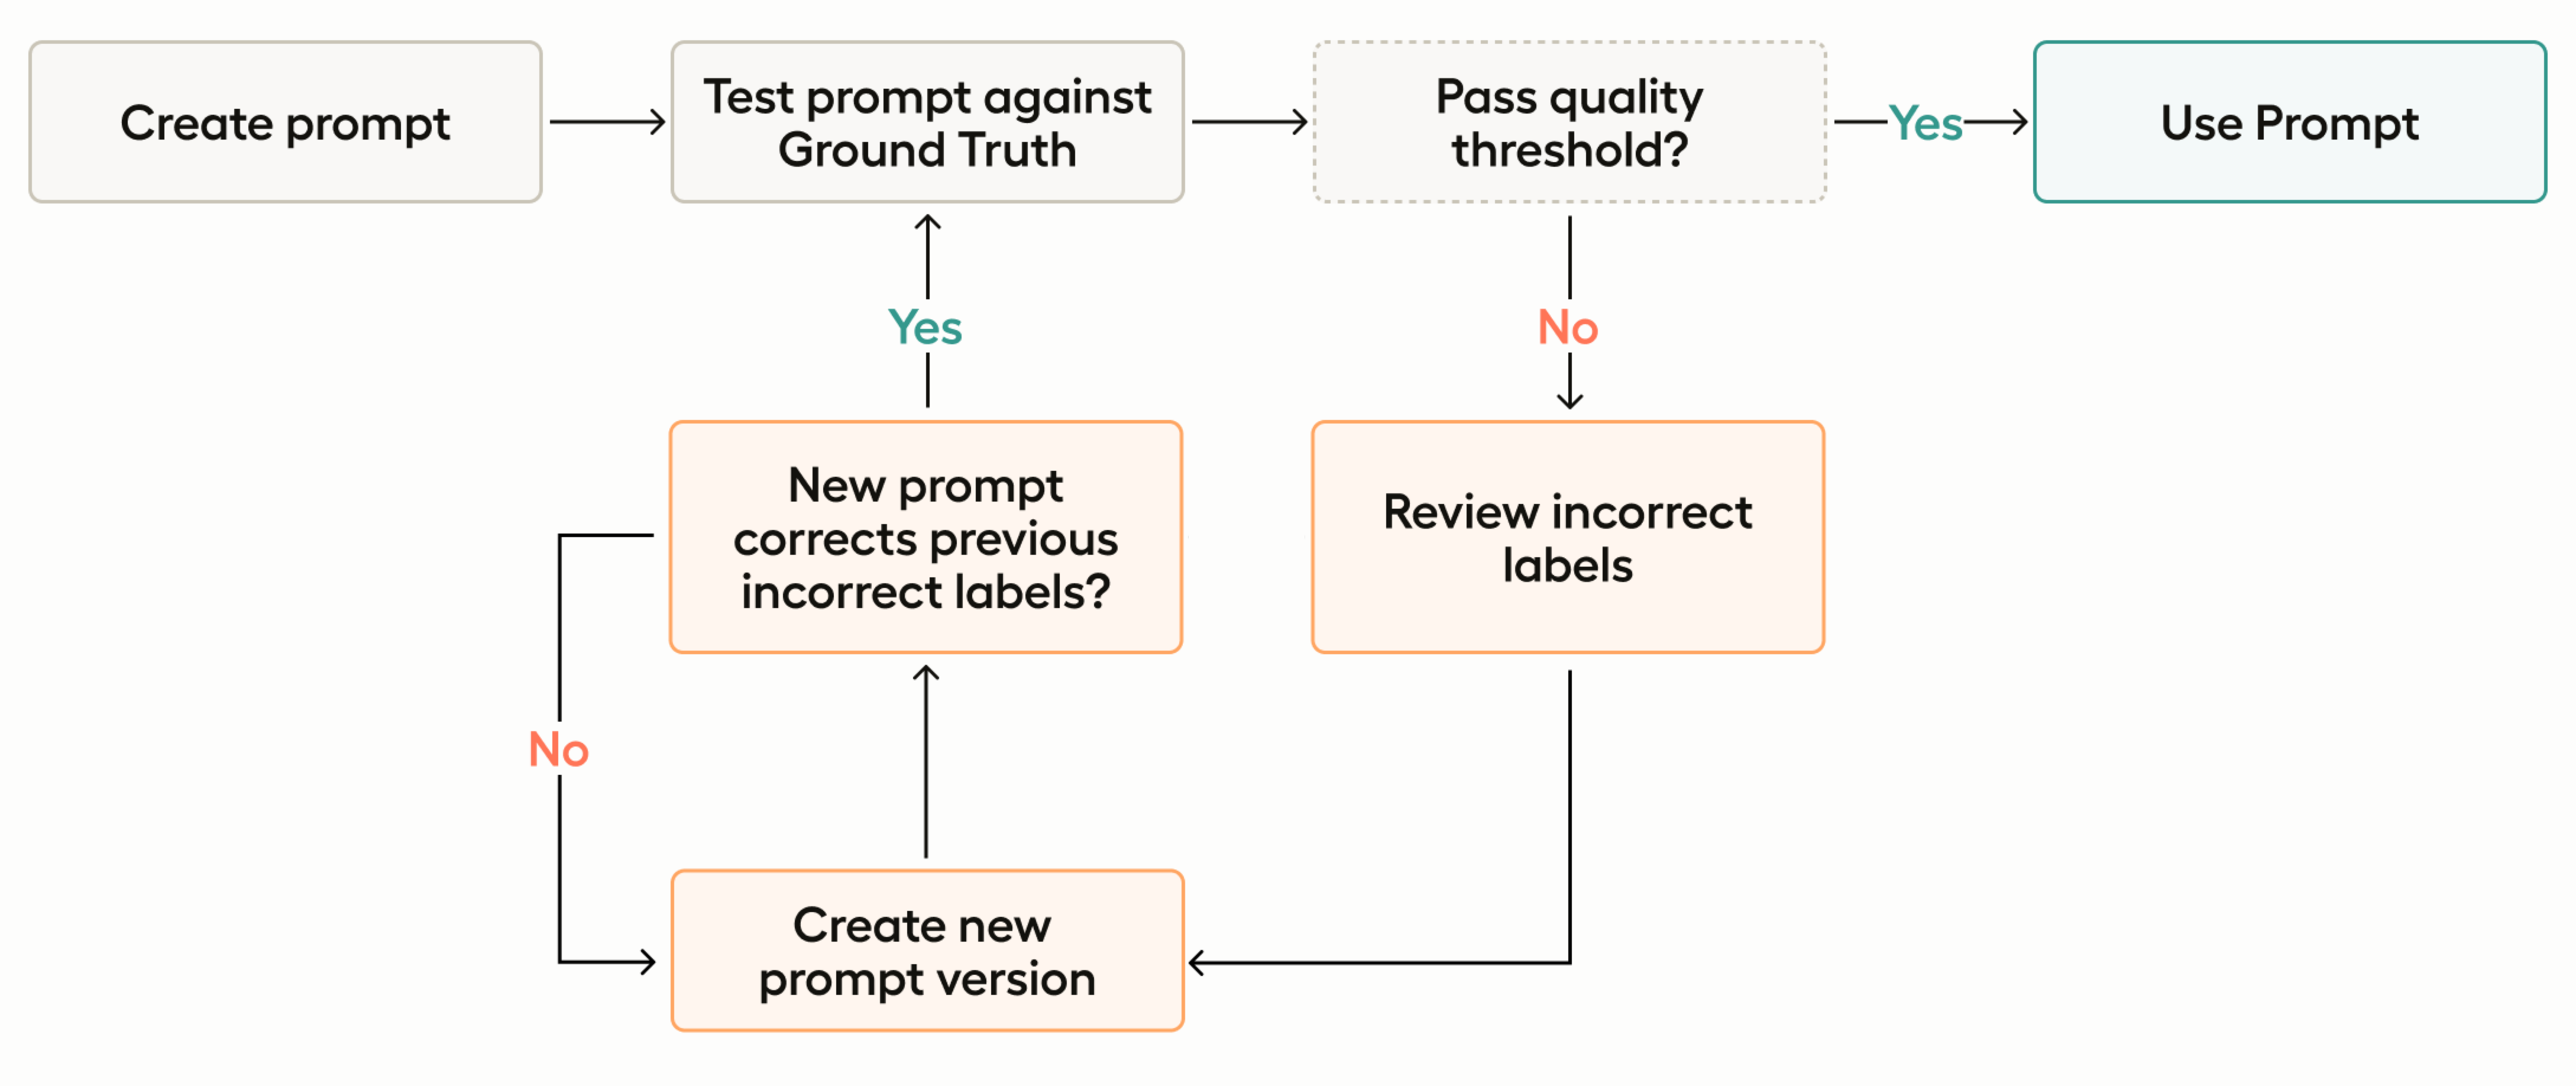 Create prompt
Test prompt against
Ground Truth
Pass quality
threshold?
Yes
Use Prompt
Yes
No
New prompt
corrects previous
incorrect labels?
Review incorrect
labels
No
Create new
prompt version